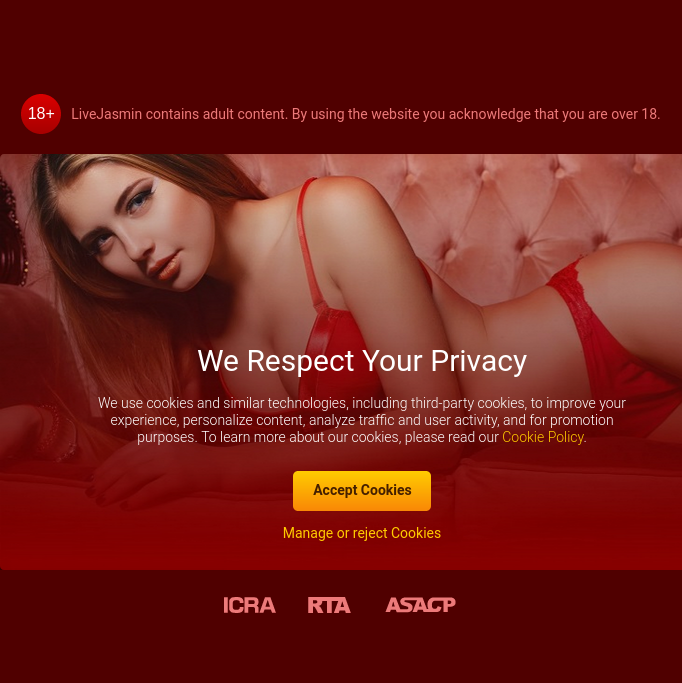 18+ LiveJasmin contains adult content. By using the website you acknowledge that you are over 18.
We Respect Your Privacy
We use cookies and similar technologies, including third-party cookies, to improve your
experience, personalize content, analyze traffic and user activity, and for promotion
purposes. To learn more about our cookies, please read our Cookie Policy.
Accept Cookies
Manage or reject Cookies
ICRA RTA ASACP